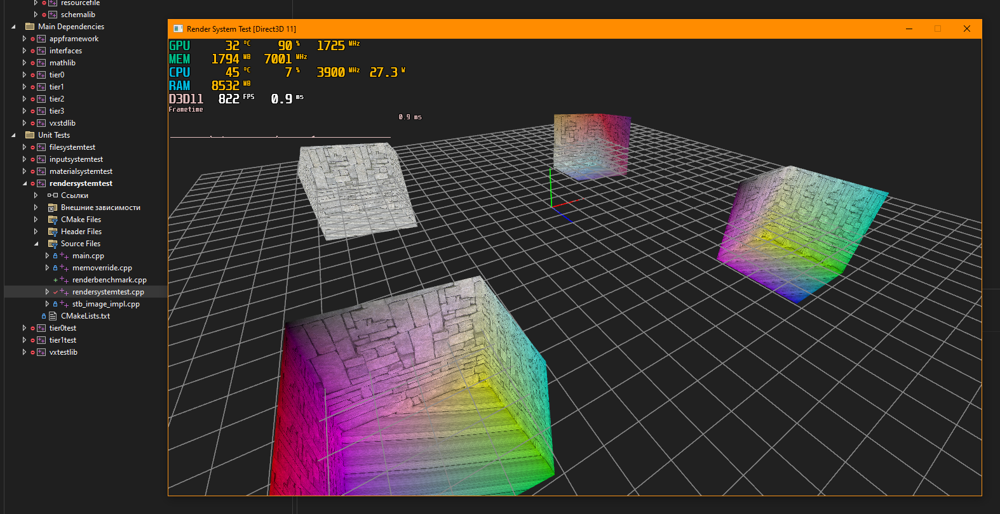 resourcefile
schemalib
Main Dependencies
appframework
interfaces
mathlib
tier0
tier1
tier2
tier3
vxstdlib
Unit Tests
filesystemtest
inputsystemtest
materialsystemtest
rendersystemtest
Ссылки
Внешние зависимости
CMake Files
Header Files
Source Files
main.cpp
memoverride.cpp
renderbenchmark.cpp
rendersystemtest.cpp
stb_image_impl.cpp
CMakeLists.txt
tier0test
tier1test
vxtestlib
Render System Test [Direct3D 11]
GPU 32 °C 90 % 1725 MHz
MEM 1794 MB 7001 MHz
CPU 45 °C 7 % 3900 MHz 27.3 W
RAM 8532 MB
D3D11 822 FPS 0.9 ms
Frametime
0.9 ms